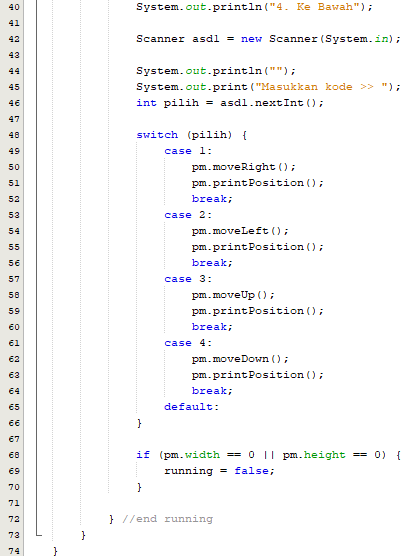 40 System.out.println("4. Ke Bawah");
41
42 Scanner asdl = new Scanner(System.in);
43
44 System.out.println("");
45 System.out.print("Masukkan kode >> ");
46 int pilih = asdl.nextInt();
47
48 switch (pilih) {
49 case 1:
50 pm.moveRight();
51 pm.printPosition();
52 break;
53 case 2:
54 pm.moveLeft();
55 pm.printPosition();
56 break;
57 case 3:
58 pm.moveUp();
59 pm.printPosition();
60 break;
61 case 4:
62 pm.moveDown();
63 pm.printPosition();
64 break;
65 default:
66 }
67
68 if (pm.width == 0 || pm.height == 0) {
69 running = false;
70 }
71
72 } //end running
73 }
74 }